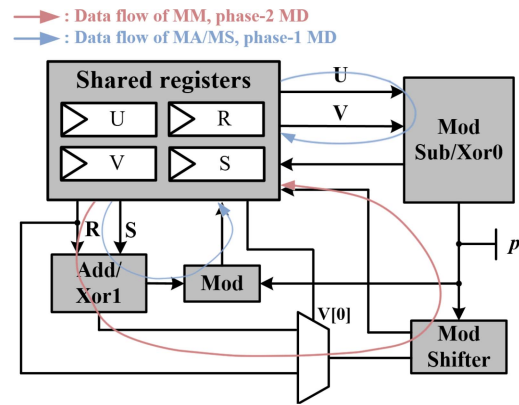 : Data flow of MM, phase-2 MD
: Data flow of MA/MS, phase-1 MD
Shared registers
U
R
V
S
U
V
Mod
Sub/Xor0
R
S
p
Add/
Xor1
Mod
V[0]
Mod
Shifter